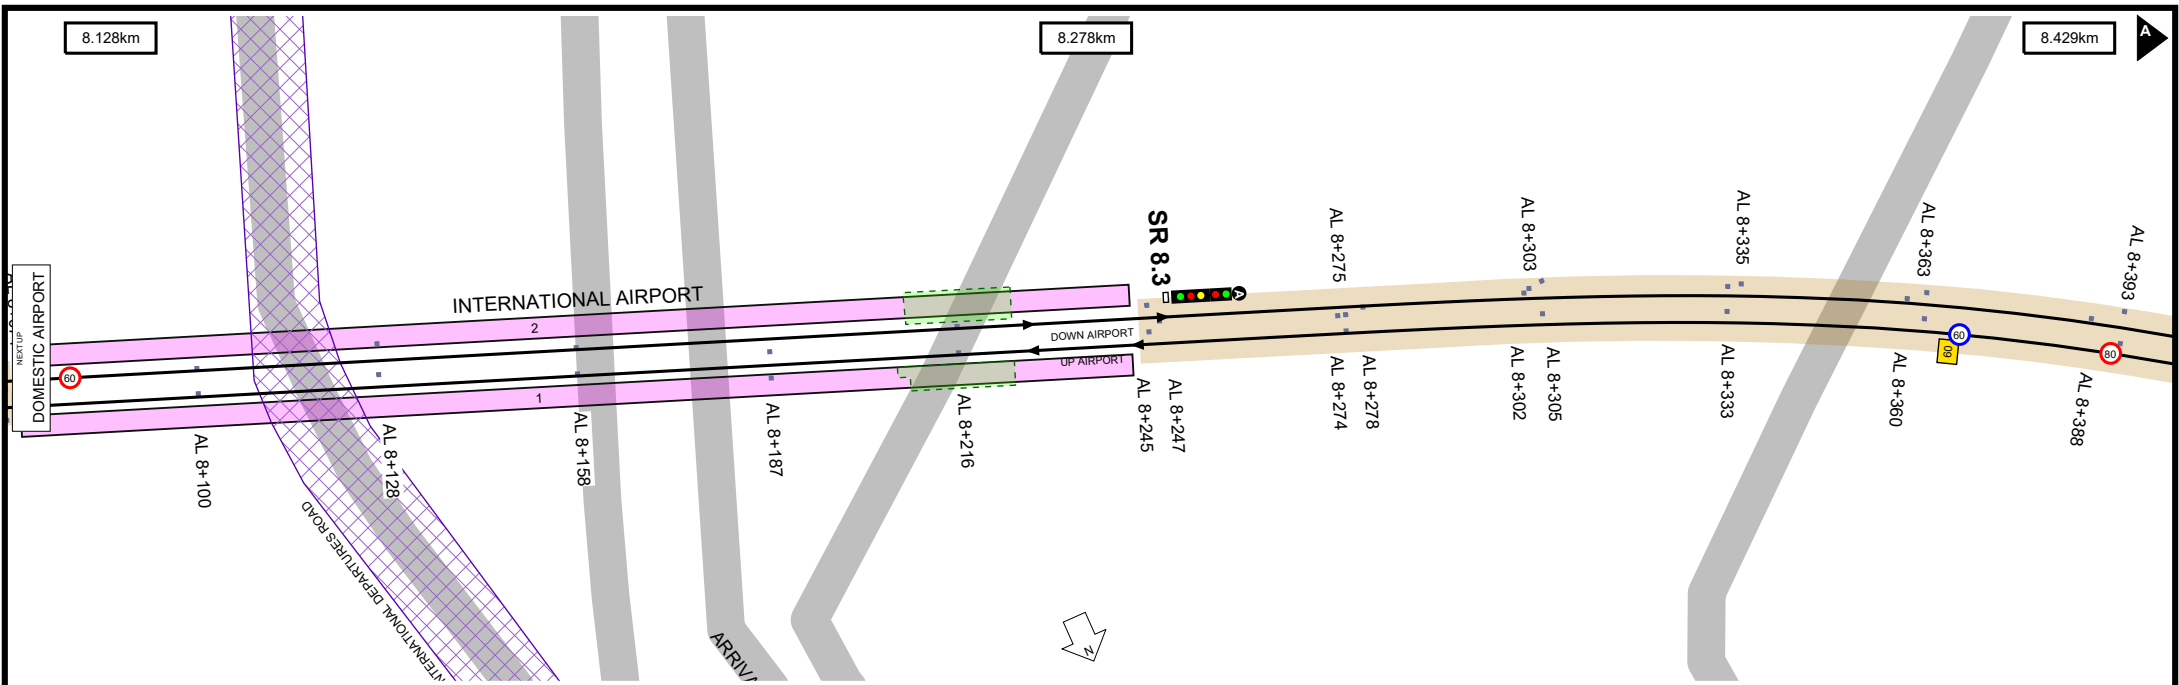 8.128km
8.278km
8.429km
A
NEXT UP
DOMESTIC AIRPORT
60
INTERNATIONAL AIRPORT
2
1
DOWN AIRPORT
UP AIRPORT
SR 8.3
A
AL 8+275
AL 8+303
AL 8+335
AL 8+363
AL 8+393
60
60
80
AL 8+100
AL 8+128
AL 8+158
AL 8+187
AL 8+216
AL 8+245
AL 8+247
AL 8+274
AL 8+278
AL 8+302
AL 8+305
AL 8+333
AL 8+360
AL 8+388
INTERNATIONAL DEPARTURES ROAD
NTERNAT
ARRIVA
N